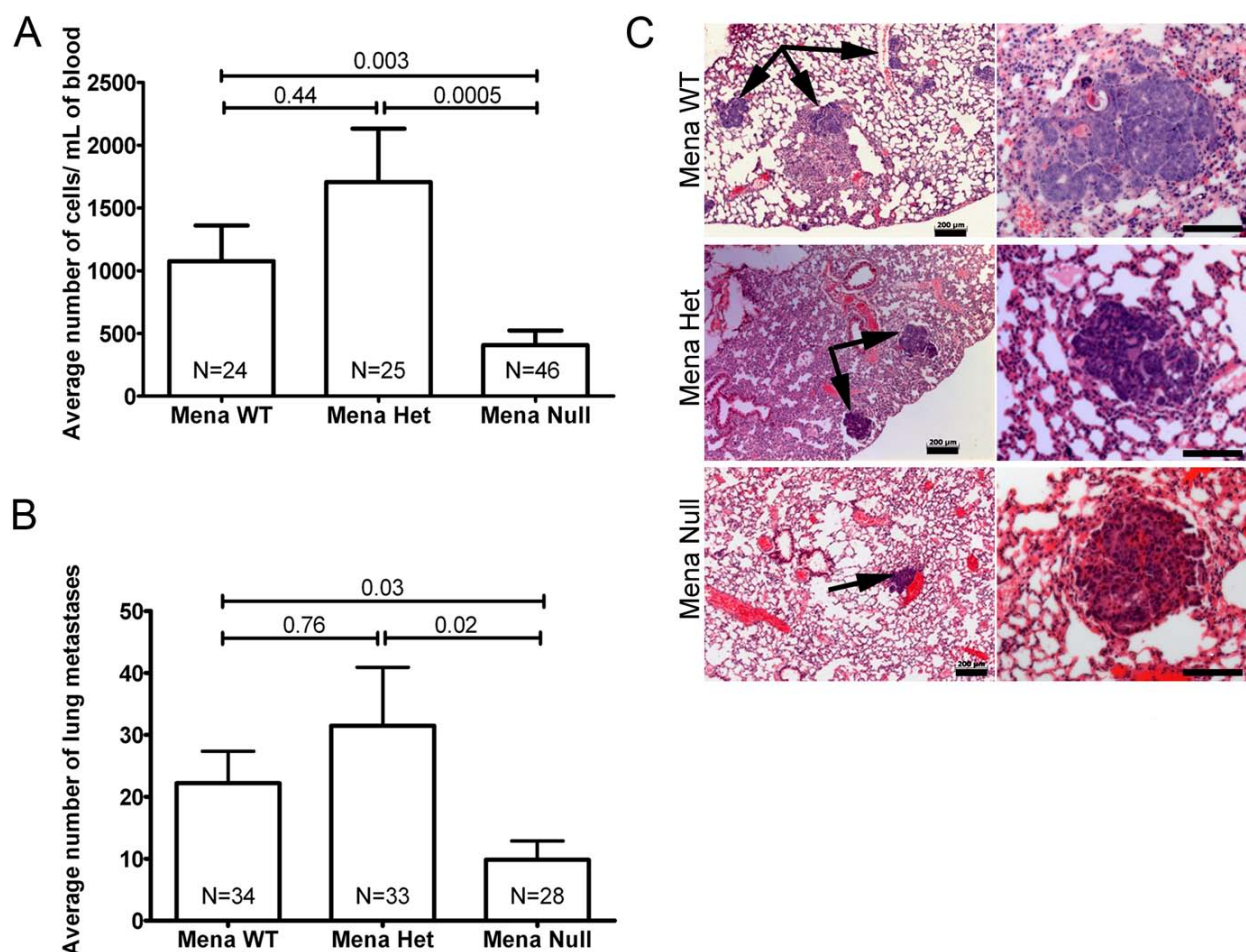 A
Average number of cells/ mL of blood
2500
2000
1500
1000
500
0
0.003
0.44
0.0005
N=24
N=25
N=46
Mena WT
Mena Het
Mena Null
B
Average number of lung metastases
50
40
30
20
10
0
0.03
0.76
0.02
N=34
N=33
N=28
Mena WT
Mena Het
Mena Null
C
Mena WT
200 µm
Mena Het
200 µm
Mena Null
200 µm